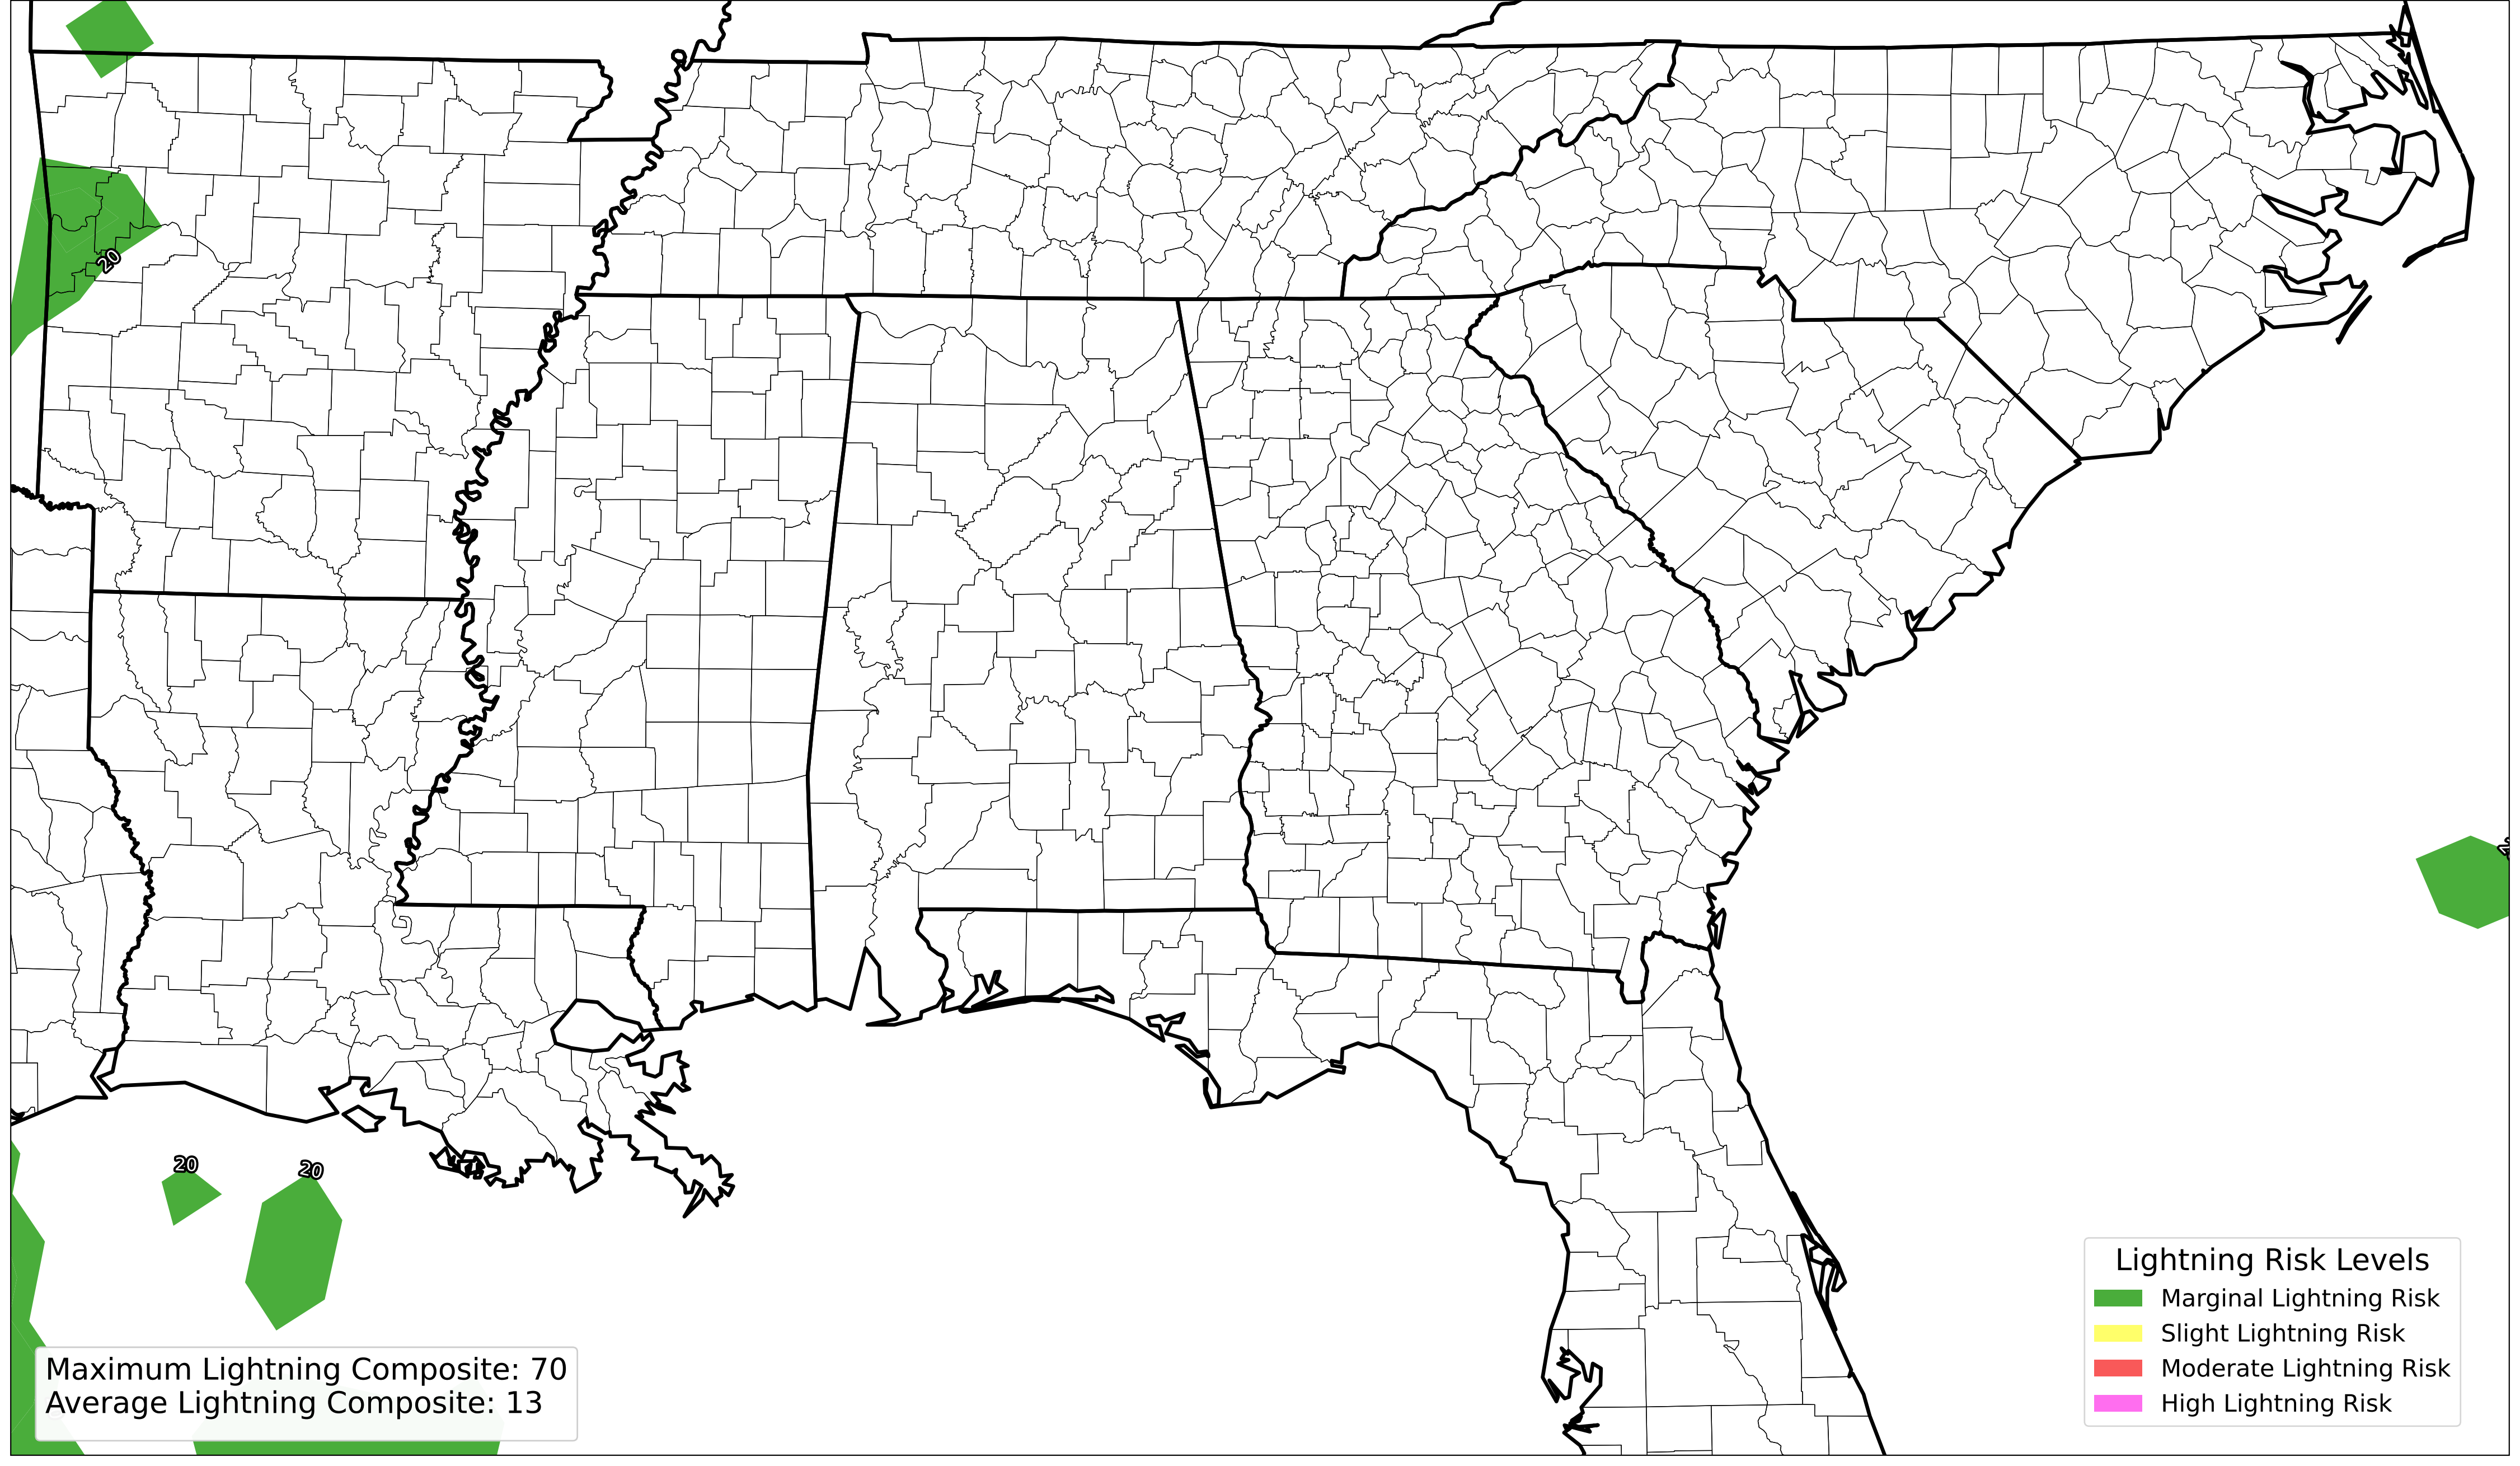 20
20
20
Lightning Risk Levels
Marginal Lightning Risk
Slight Lightning Risk
Moderate Lightning Risk
High Lightning Risk
Maximum Lightning Composite: 70
Average Lightning Composite: 13